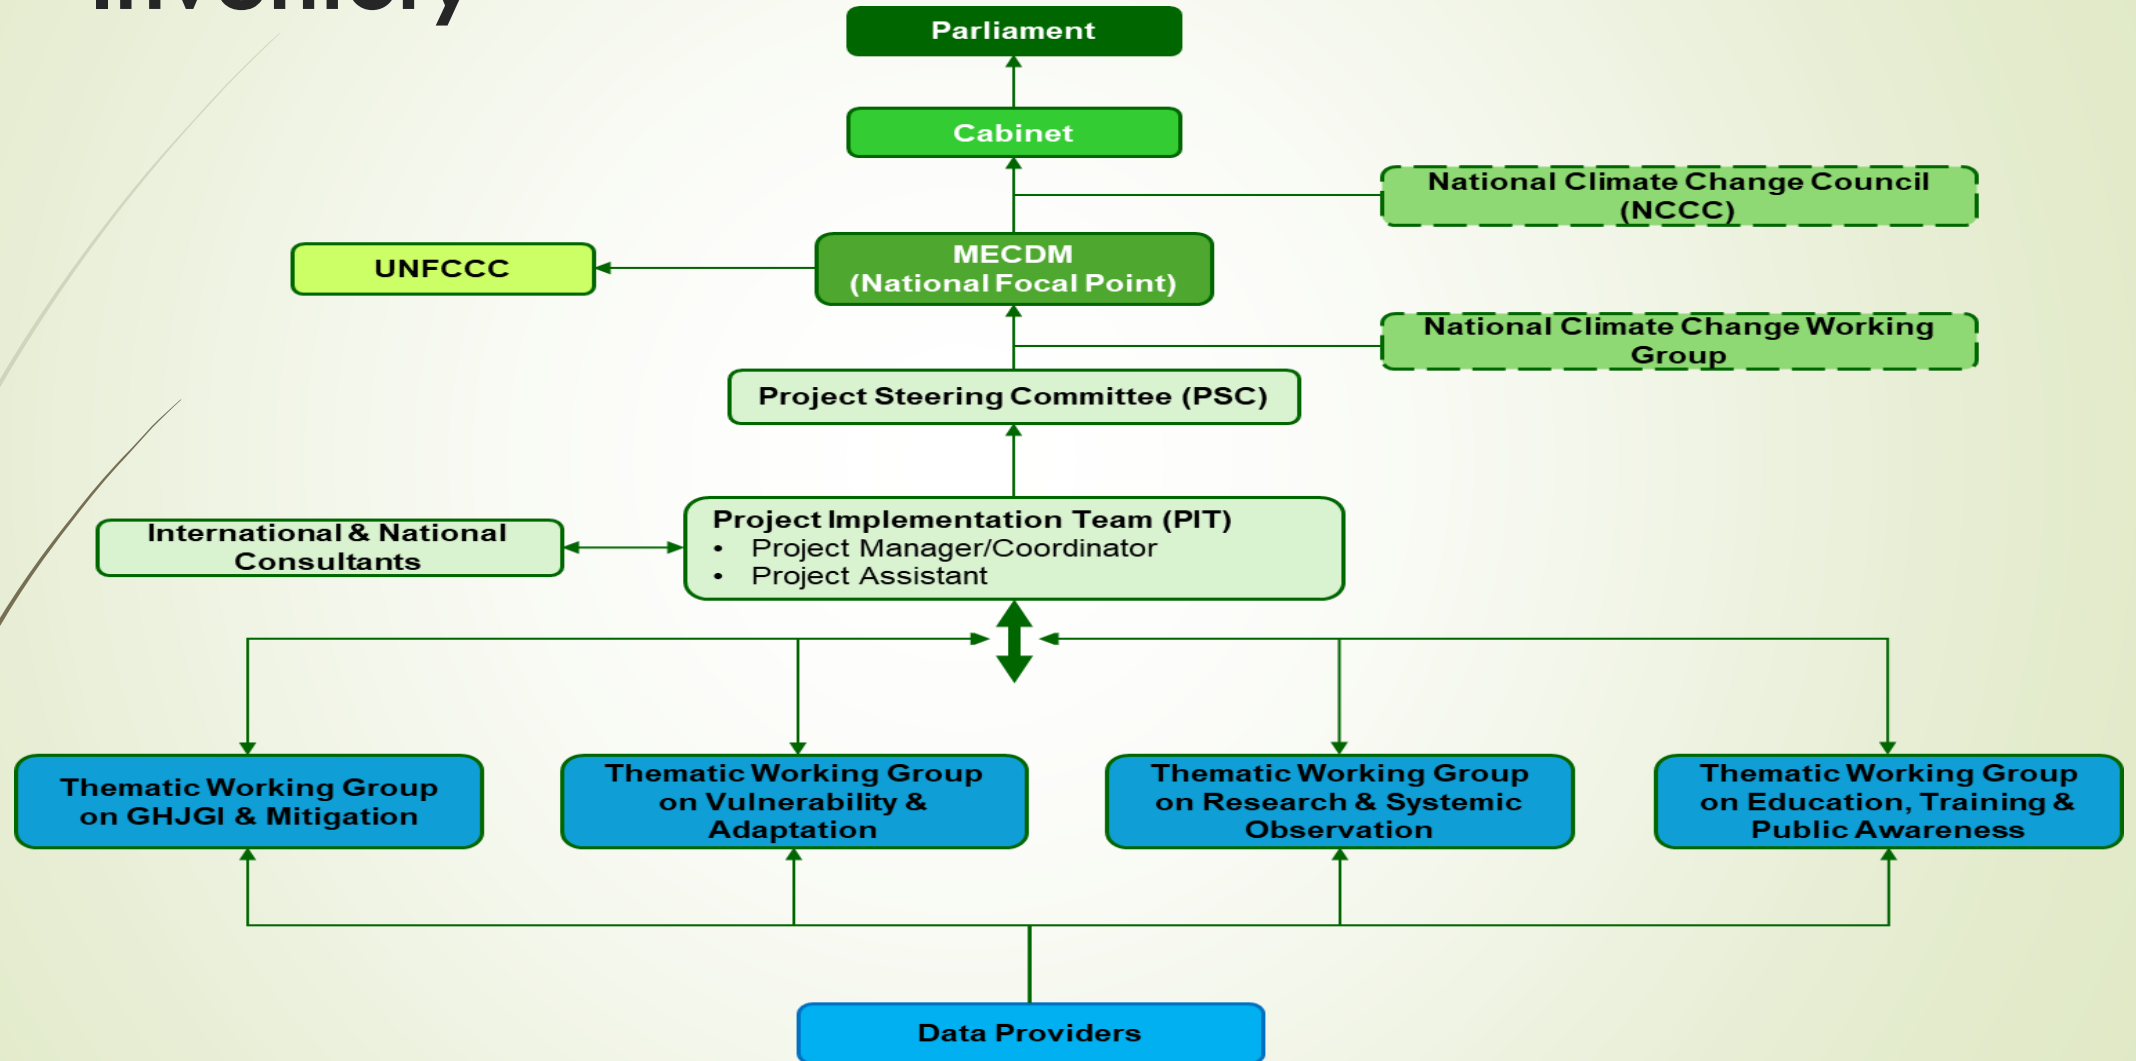 Inventory
Parliament
Cabinet
National Climate Change Council
(NCCC)
MECDM
(National Focal Point)
UNFCCC
National Climate Change Working
Group
Project Steering Committee (PSC)
International & National
Consultants
Project Implementation Team (PIT)
• Project Manager/Coordinator
• Project Assistant
Thematic Working Group
on GHJGI & Mitigation
Thematic Working Group
on Vulnerability &
Adaptation
Thematic Working Group
on Research & Systemic
Observation
Thematic Working Group
on Education, Training &
Public Awareness
Data Providers